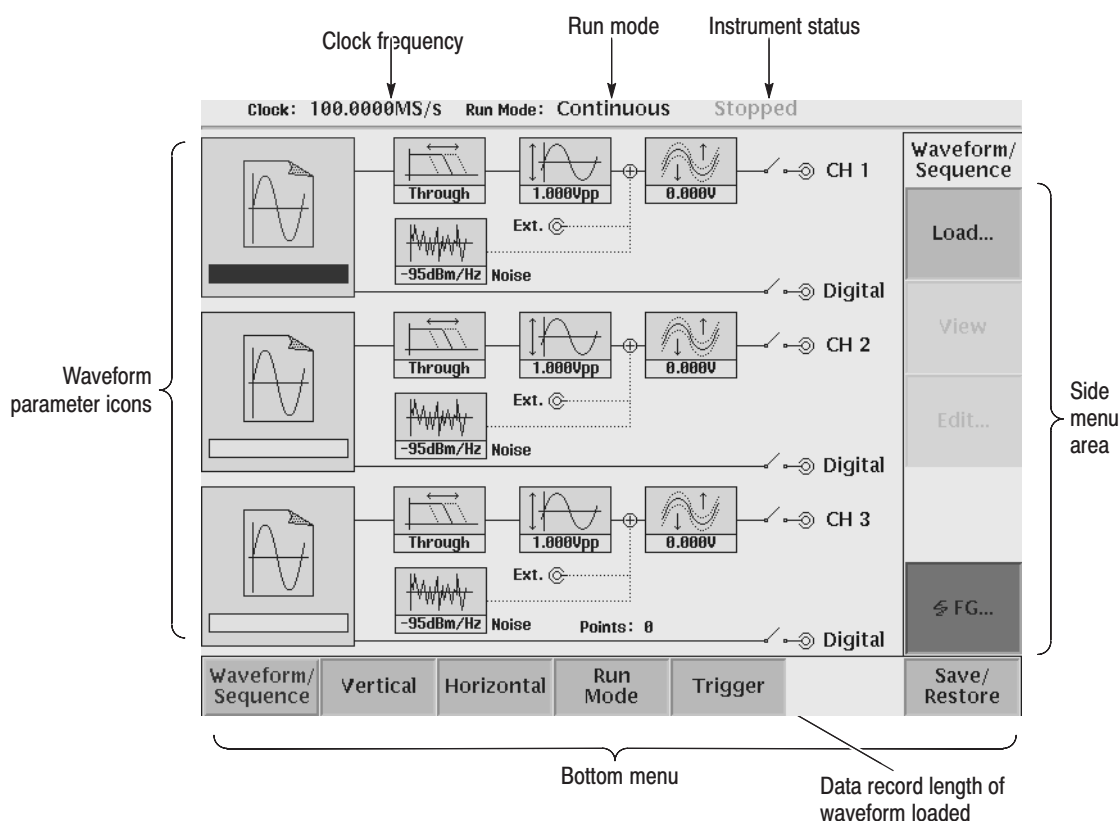 Clock frequency
Run mode
Instrument status
Clock: 100.0000MS/s Run Mode: Continuous Stopped
Waveform/
Sequence
Through
1.000Vpp
0.000V
CH 1
Ext.
-95dBm/Hz Noise
Digital
Load...
View
Through
1.000Vpp
0.000V
CH 2
Ext.
-95dBm/Hz Noise
Digital
Edit...
Waveform
parameter icons
Side
menu
area
Through
1.000Vpp
0.000V
CH 3
Ext.
-95dBm/Hz Noise
Points: 0
Digital
FG...
Waveform/
Sequence
Vertical
Horizontal
Run
Mode
Trigger
Save/
Restore
Bottom menu
Data record length of
waveform loaded